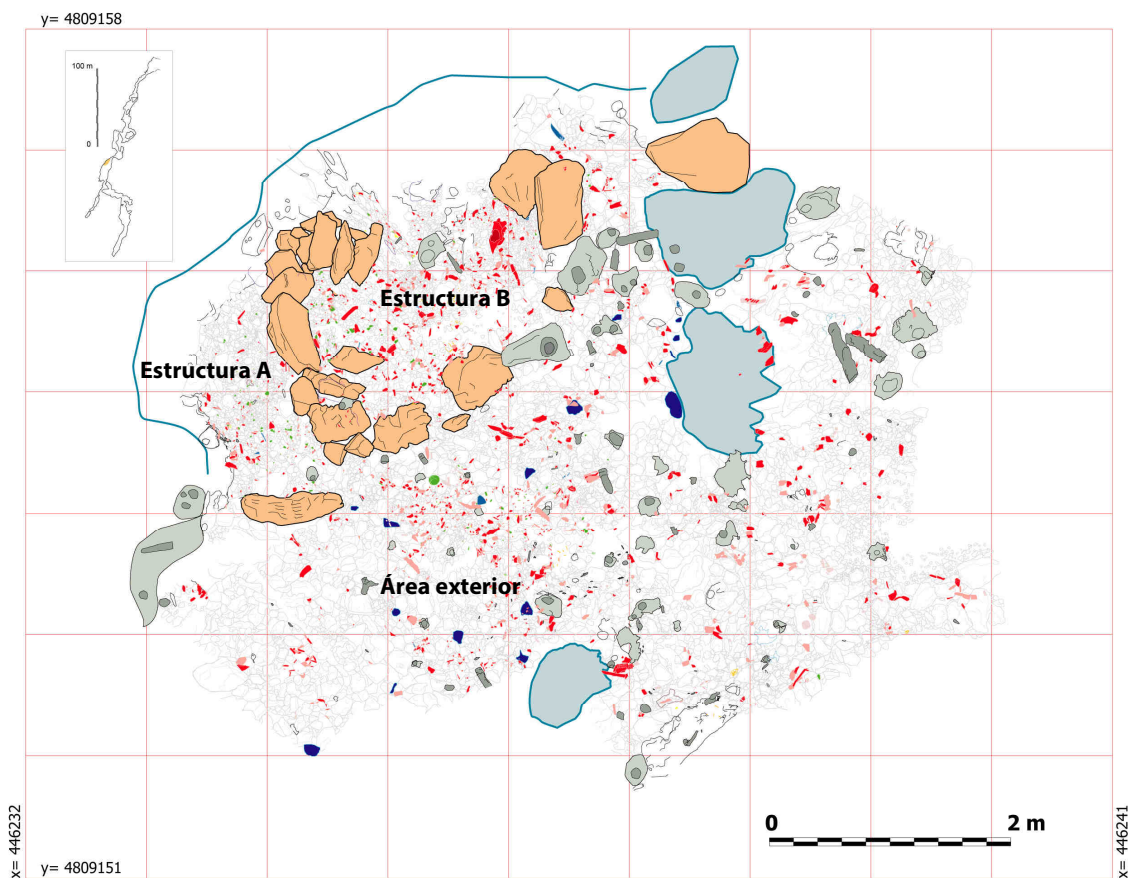 y= 4809158
100 m
0
Estructura B
Estructura A
Área exterior
0 2 m
x= 446232
x= 446241
y= 4809151